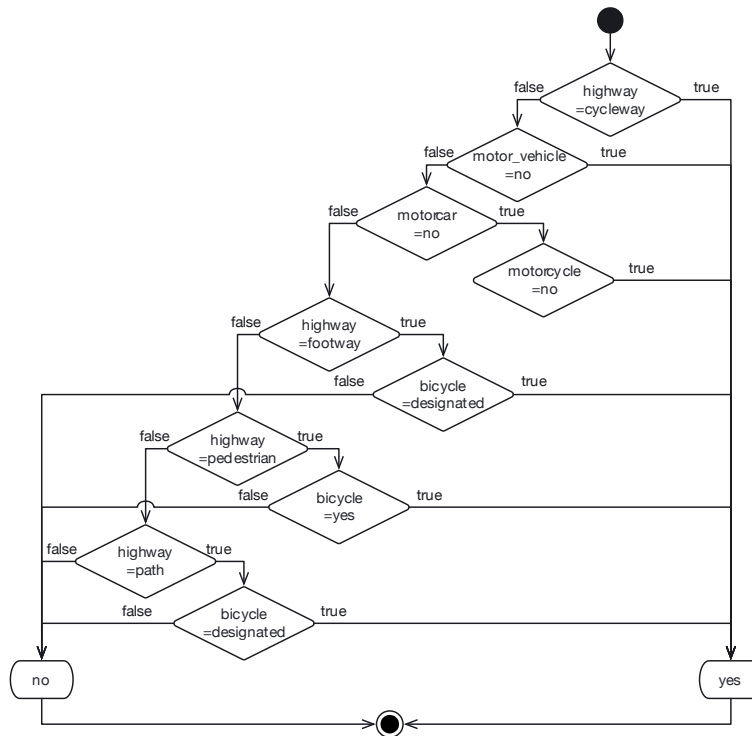 highway
=cycleway
false
true
motor_vehicle
=no
false
true
motorcar
=no
false
true
motorcycle
=no
true
highway
=footway
false
true
bicycle
=designated
false
true
highway
=pedestrian
false
true
bicycle
=yes
false
true
highway
=path
false
true
bicycle
=designated
false
true
no
yes